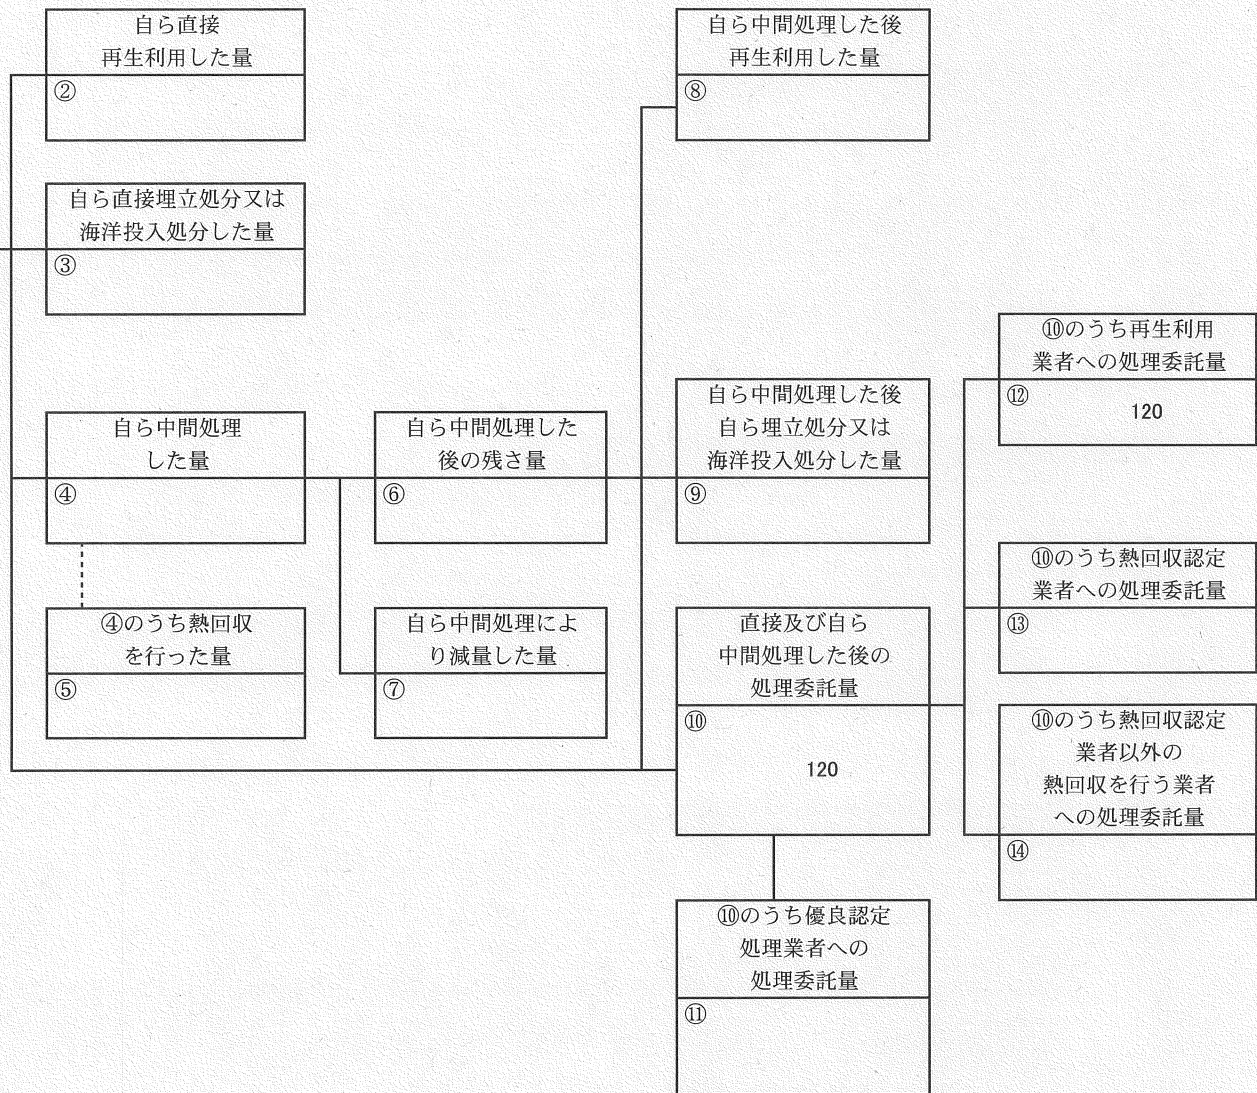 自ら直接
再生利用した量
②
自ら直接埋立処分又は
海洋投入処分した量
③
自ら中間処理
した量
④
④のうち熱回収
を行った量
⑤
自ら中間処理した
後の残さ量
⑥
自ら中間処理によ
り減量した量
⑦
自ら中間処理した後
再生利用した量
⑧
自ら中間処理した後
自ら埋立処分又は
海洋投入処分した量
⑨
直接及び自ら
中間処理した後の
処理委託量
⑩
120
⑩のうち優良認定
処理業者への
処理委託量
⑪
⑩のうち再生利用
業者への処理委託量
⑫ 120
⑩のうち熱回収認定
業者への処理委託量
⑬
⑩のうち熱回収認定
業者以外の
熱回収を行う業者
への処理委託量
⑭